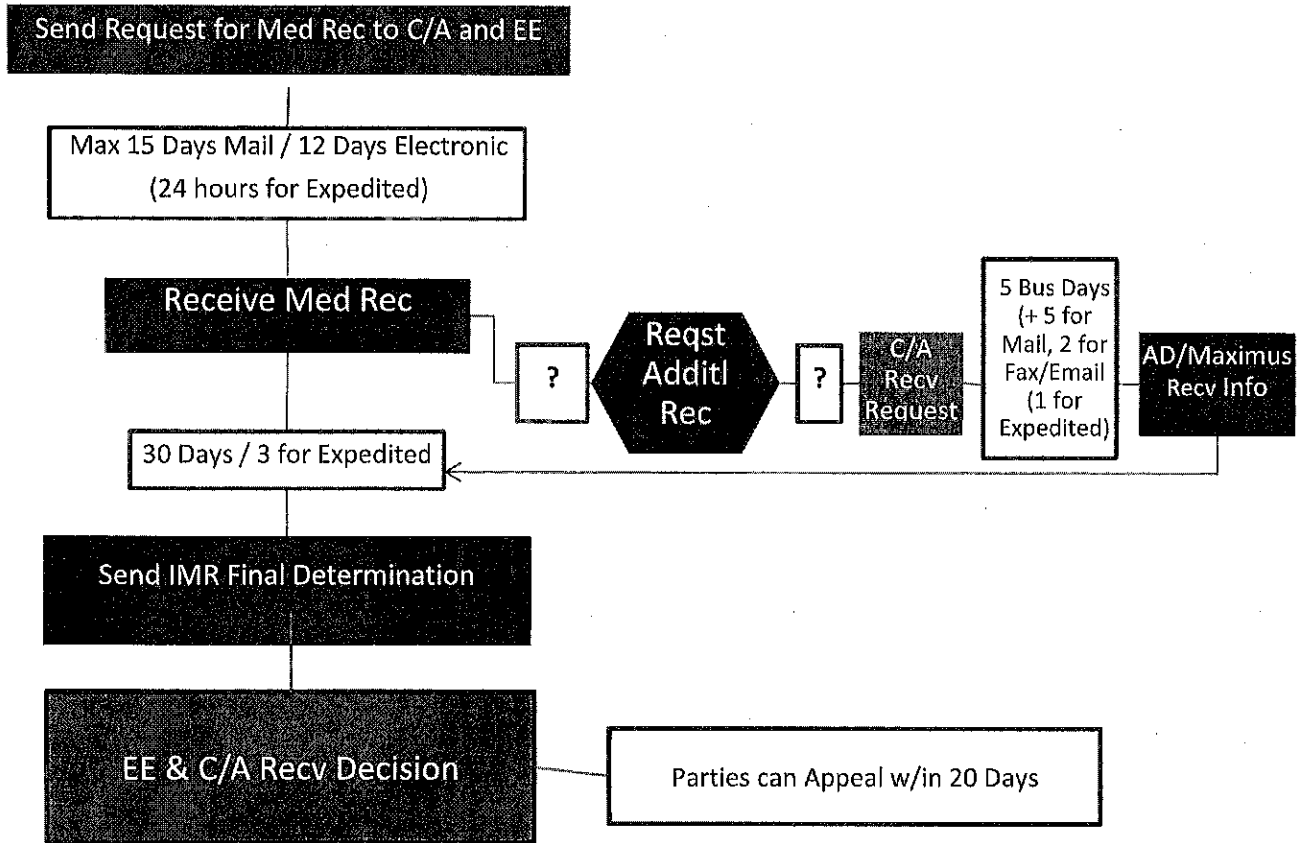 Send Request for Med Rec to C/A and EE
Max 15 Days Mail / 12 Days Electronic
(24 hours for Expedited)
Receive Med Rec
?
Reqst
Additl
Rec
?
C/A
Recv
Request
5 Bus Days
(+ 5 for
Mail, 2 for
Fax/Email
(1 for
Expedited)
AD/Maximus
Recv Info
30 Days / 3 for Expedited
Send IMR Final Determination
EE & C/A Recv Decision
Parties can Appeal w/in 20 Days